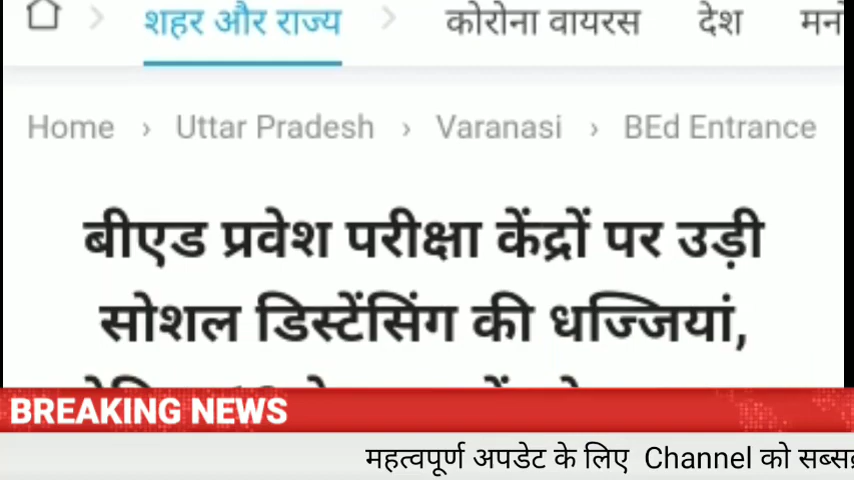 शहर और राज्य › कोरोना वायरस देश
Home › Uttar Pradesh › Varanasi › BEd Entrance
बीएड प्रवेश परीक्षा केंद्रों पर उड़ी
सोशल डिस्टेंसिंग की धज्जियां,
BREAKING NEWS
महत्वपूर्ण अपडेट के लिए Channel को